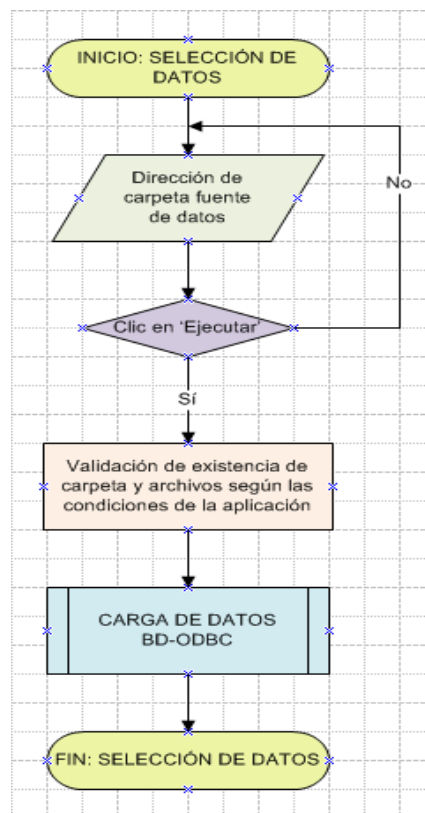 INICIO: SELECCIÓN DE
DATOS
Dirección de
carpeta fuente
de datos
No
Clic en 'Ejecutar'
Sí
Validación de existencia de
carpeta y archivos según las
condiciones de la aplicación
CARGA DE DATOS
BD-ODBC
FIN: SELECCIÓN DE DATOS